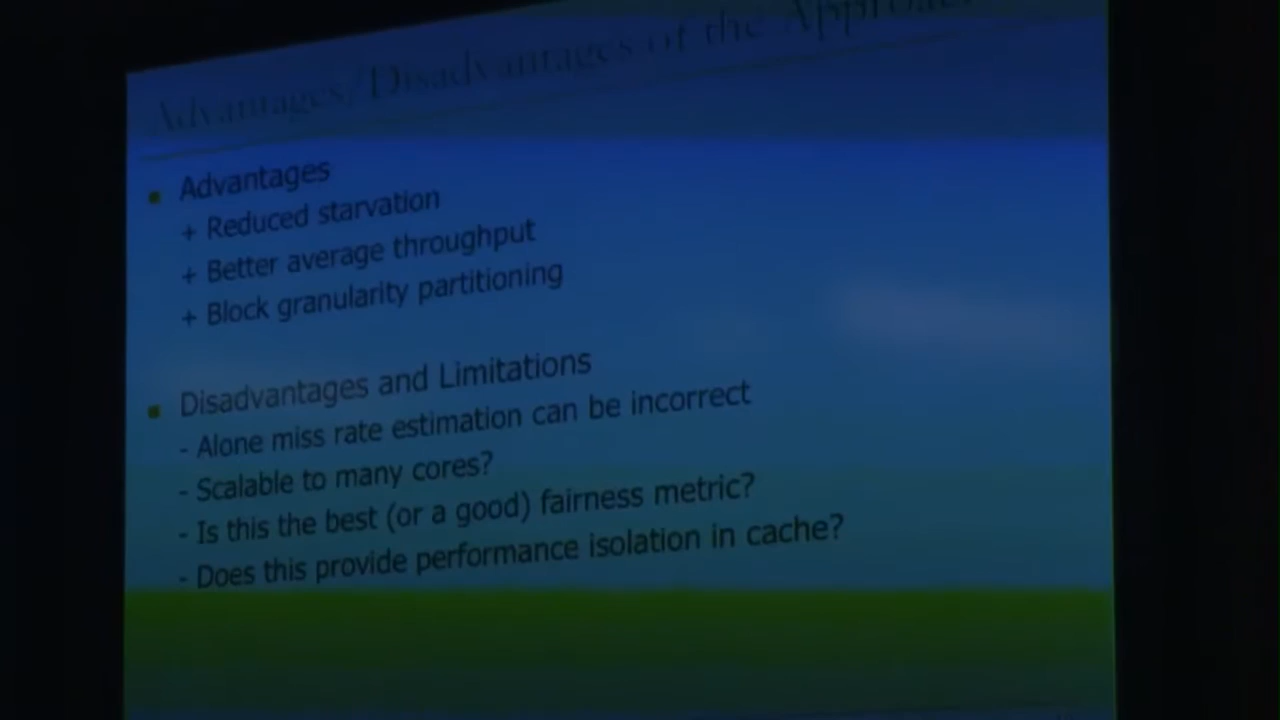 Advantages/Disadvantages of the Approach
Advantages
+ Reduced starvation
+ Better average throughput
+ Block granularity partitioning
Disadvantages and Limitations
- Alone miss rate estimation can be incorrect
- Scalable to many cores?
- Is this the best (or a good) fairness metric?
- Does this provide performance isolation in cache?